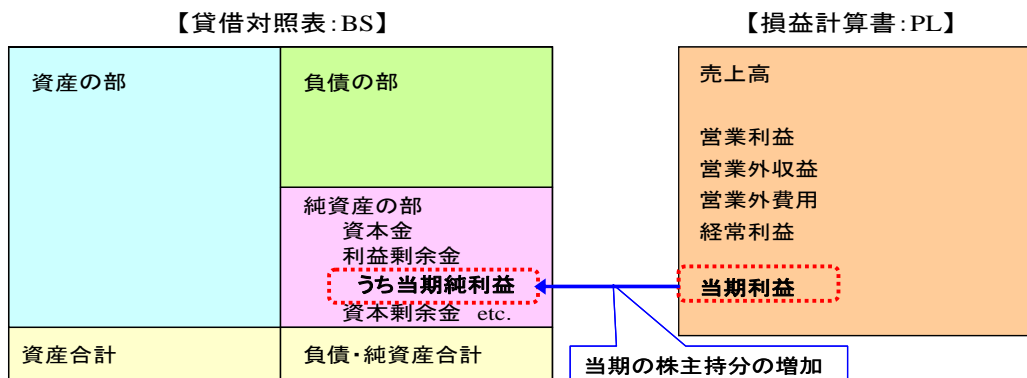 【貸借対照表:BS】
資産の部
負債の部
純資産の部
資本金
利益剰余金
うち当期純利益
資本剰余金 etc.
資産合計
負債・純資産合計
【損益計算書:PL】
売上高
営業利益
営業外収益
営業外費用
経常利益
当期利益
当期の株主持分の増加